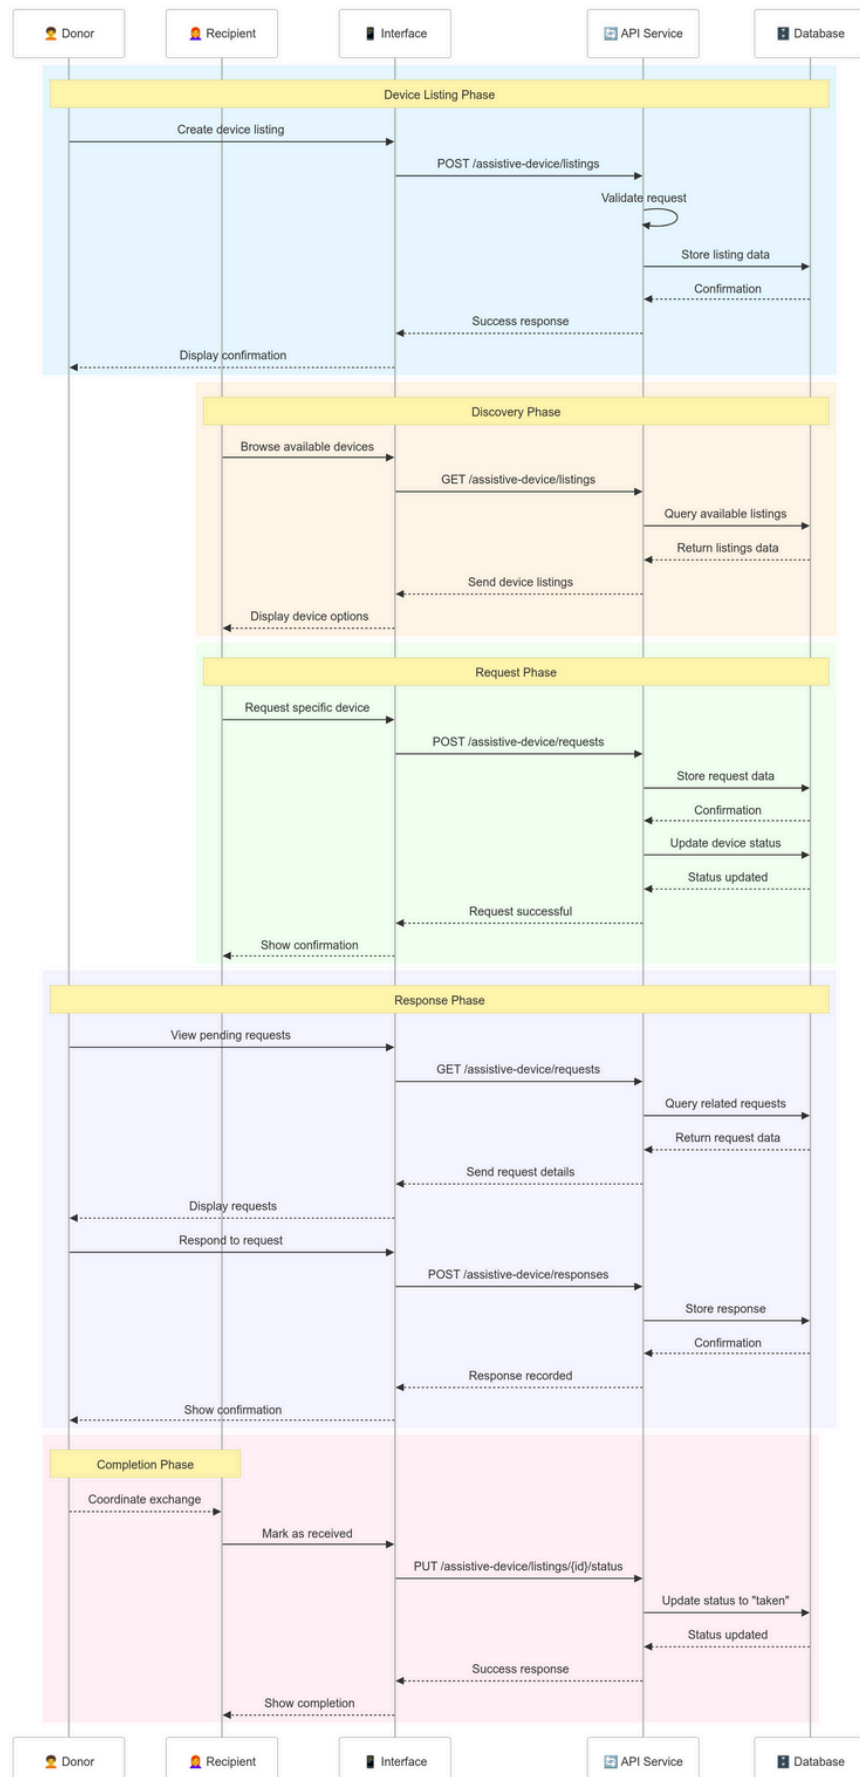 Donor
Recipient
Interface
API Service
Database
Device Listing Phase
Create device listing
POST /assistive-device/listings
Validate request
Store listing data
Confirmation
Success response
Display confirmation
Discovery Phase
Browse available devices
GET /assistive-device/listings
Query available listings
Return listings data
Send device listings
Display device options
Request Phase
Request specific device
POST /assistive-device/requests
Store request data
Confirmation
Update device status
Status updated
Request successful
Show confirmation
Response Phase
View pending requests
GET /assistive-device/requests
Query related requests
Return request data
Send request details
Display requests
Respond to request
POST /assistive-device/responses
Store response
Confirmation
Response recorded
Show confirmation
Completion Phase
Coordinate exchange
Mark as received
PUT /assistive-device/listings/{id}/status
Update status to "taken"
Status updated
Success response
Show completion
Donor
Recipient
Interface
API Service
Database